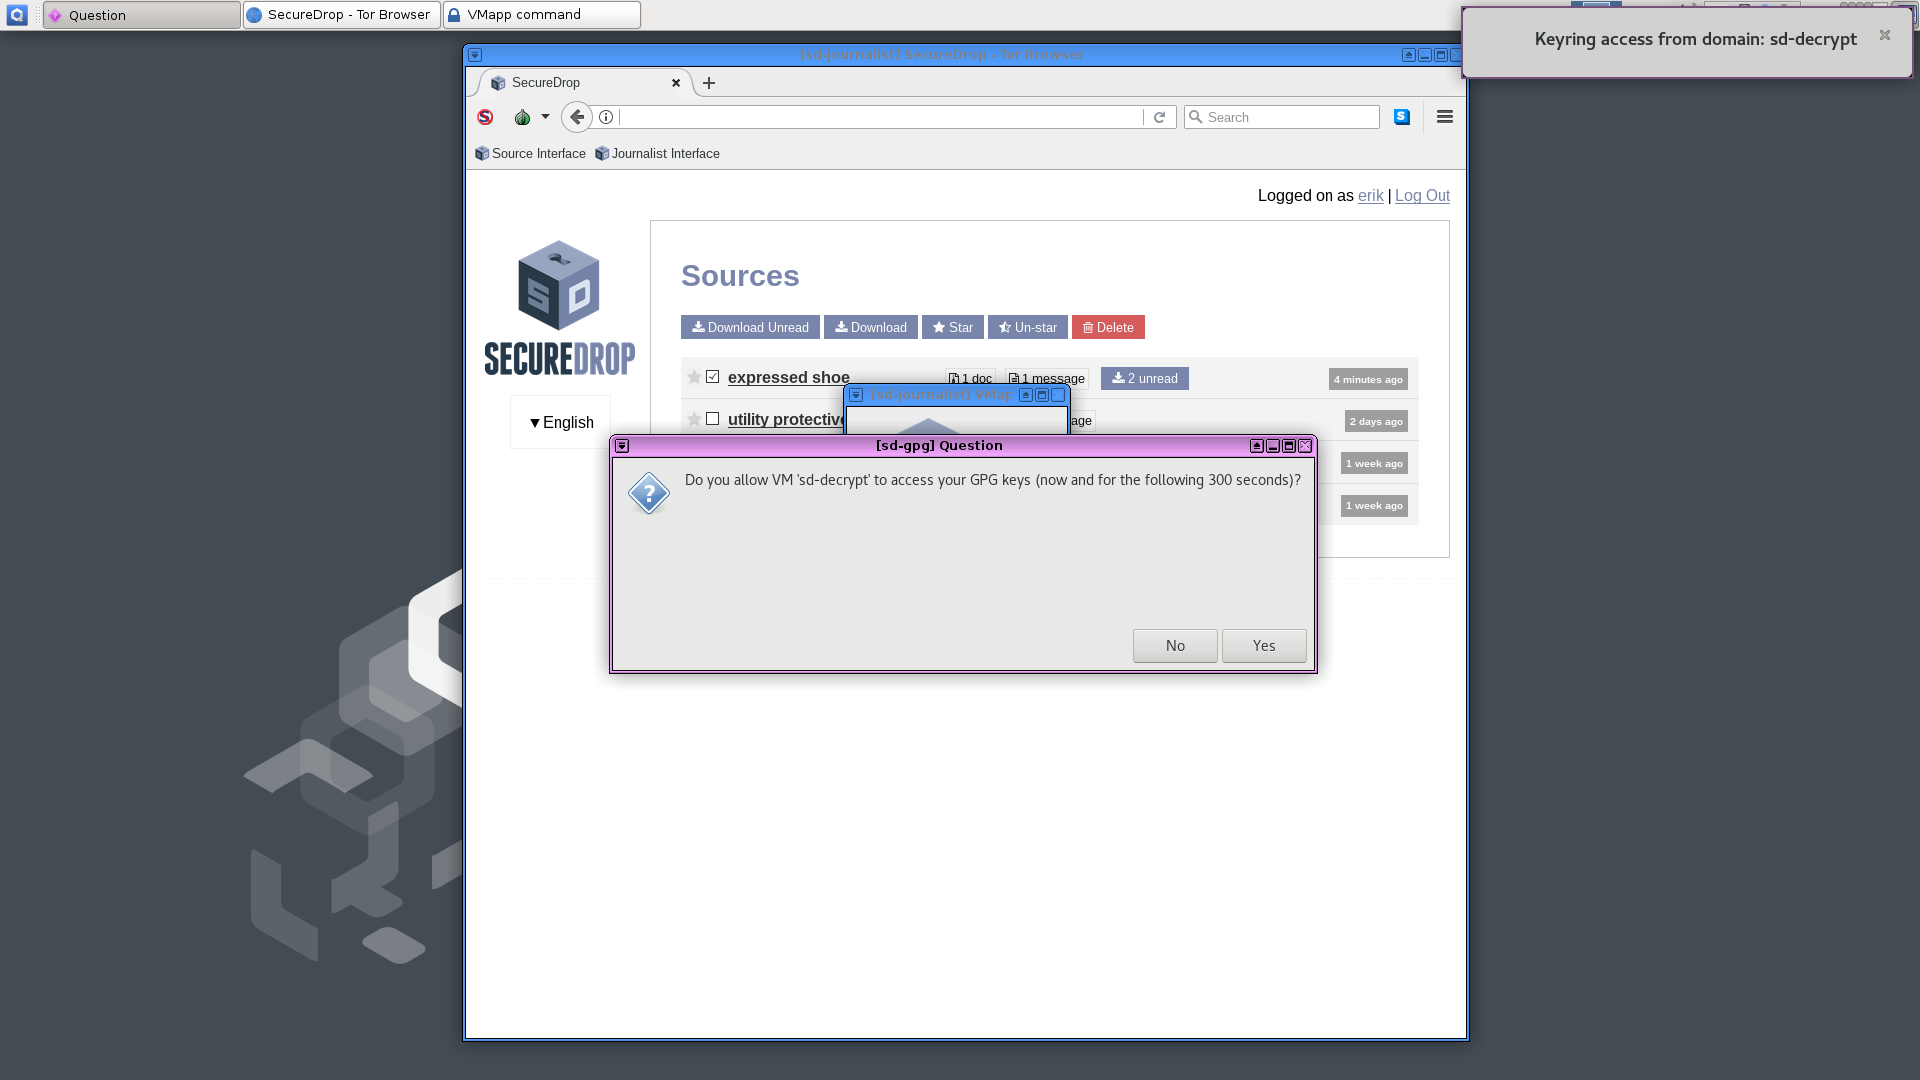 Question
SecureDrop - Tor Browser
VMapp command
Keyring access from domain: sd-decrypt
[sd-journalist] SecureDrop - Tor Browser
SecureDrop
Search
Source Interface
Journalist Interface
Logged on as erik | Log Out
SECUREDROP
▼English
Sources
Download Unread
Download
Star
Un-star
Delete
expressed shoe
1 doc
1 message
2 unread
4 minutes ago
[sd-journalist] VMap
utility protective
age
2 days ago
[sd-gpg] Question
1 week ago
Do you allow VM 'sd-decrypt' to access your GPG keys (now and for the following 300 seconds)?
1 week ago
No
Yes